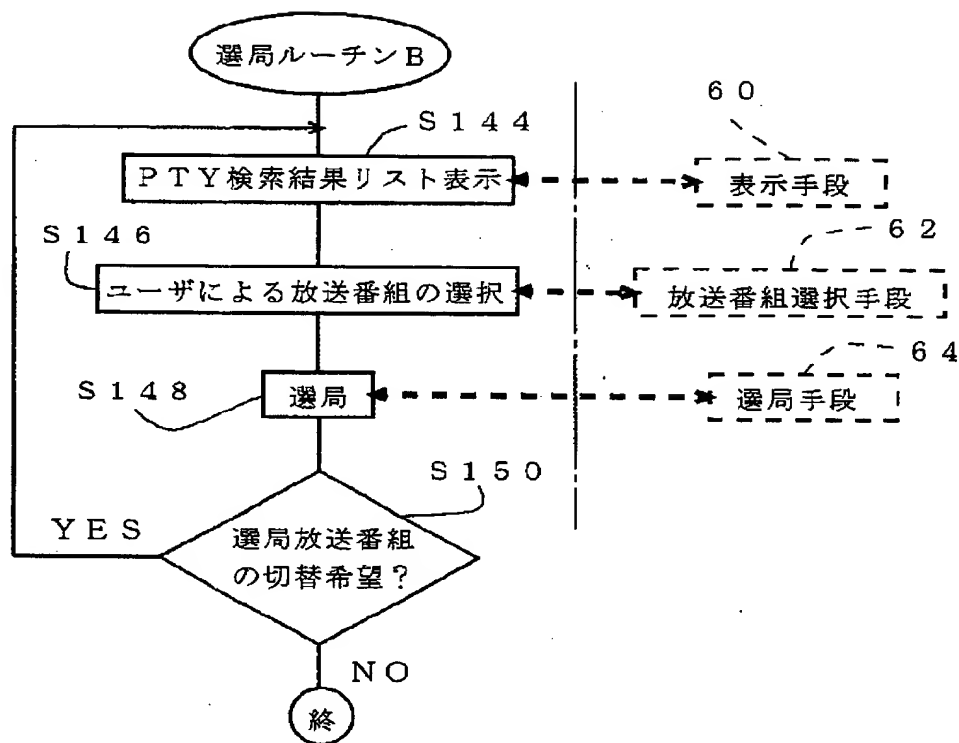 選局ルーチンB
S144
PTY検索結果リスト表示
60
表示手段
S146
ユーザによる放送番組の選択
62
放送番組選択手段
S148
選局
64
選局手段
S150
YES
選局放送番組
の切替希望？
NO
終